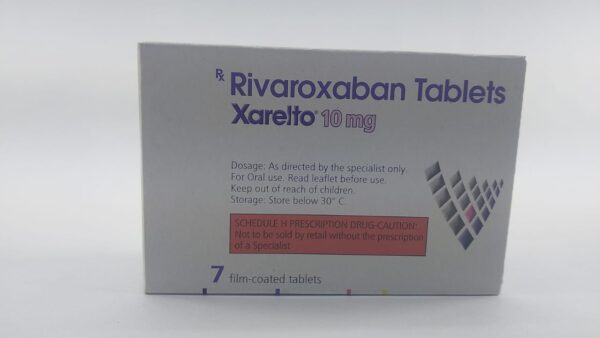 Rx Rivaroxaban Tablets
Xarelto® 10 mg
Dosage: As directed by the specialist only.
For Oral use. Read leaflet before use.
Keep out of reach of children.
Storage: Store below 30° C.
SCHEDULE H PRESCRIPTION DRUG-CAUTION:
Not to be sold by retail without the prescription
of a Specialist
7 film-coated tablets